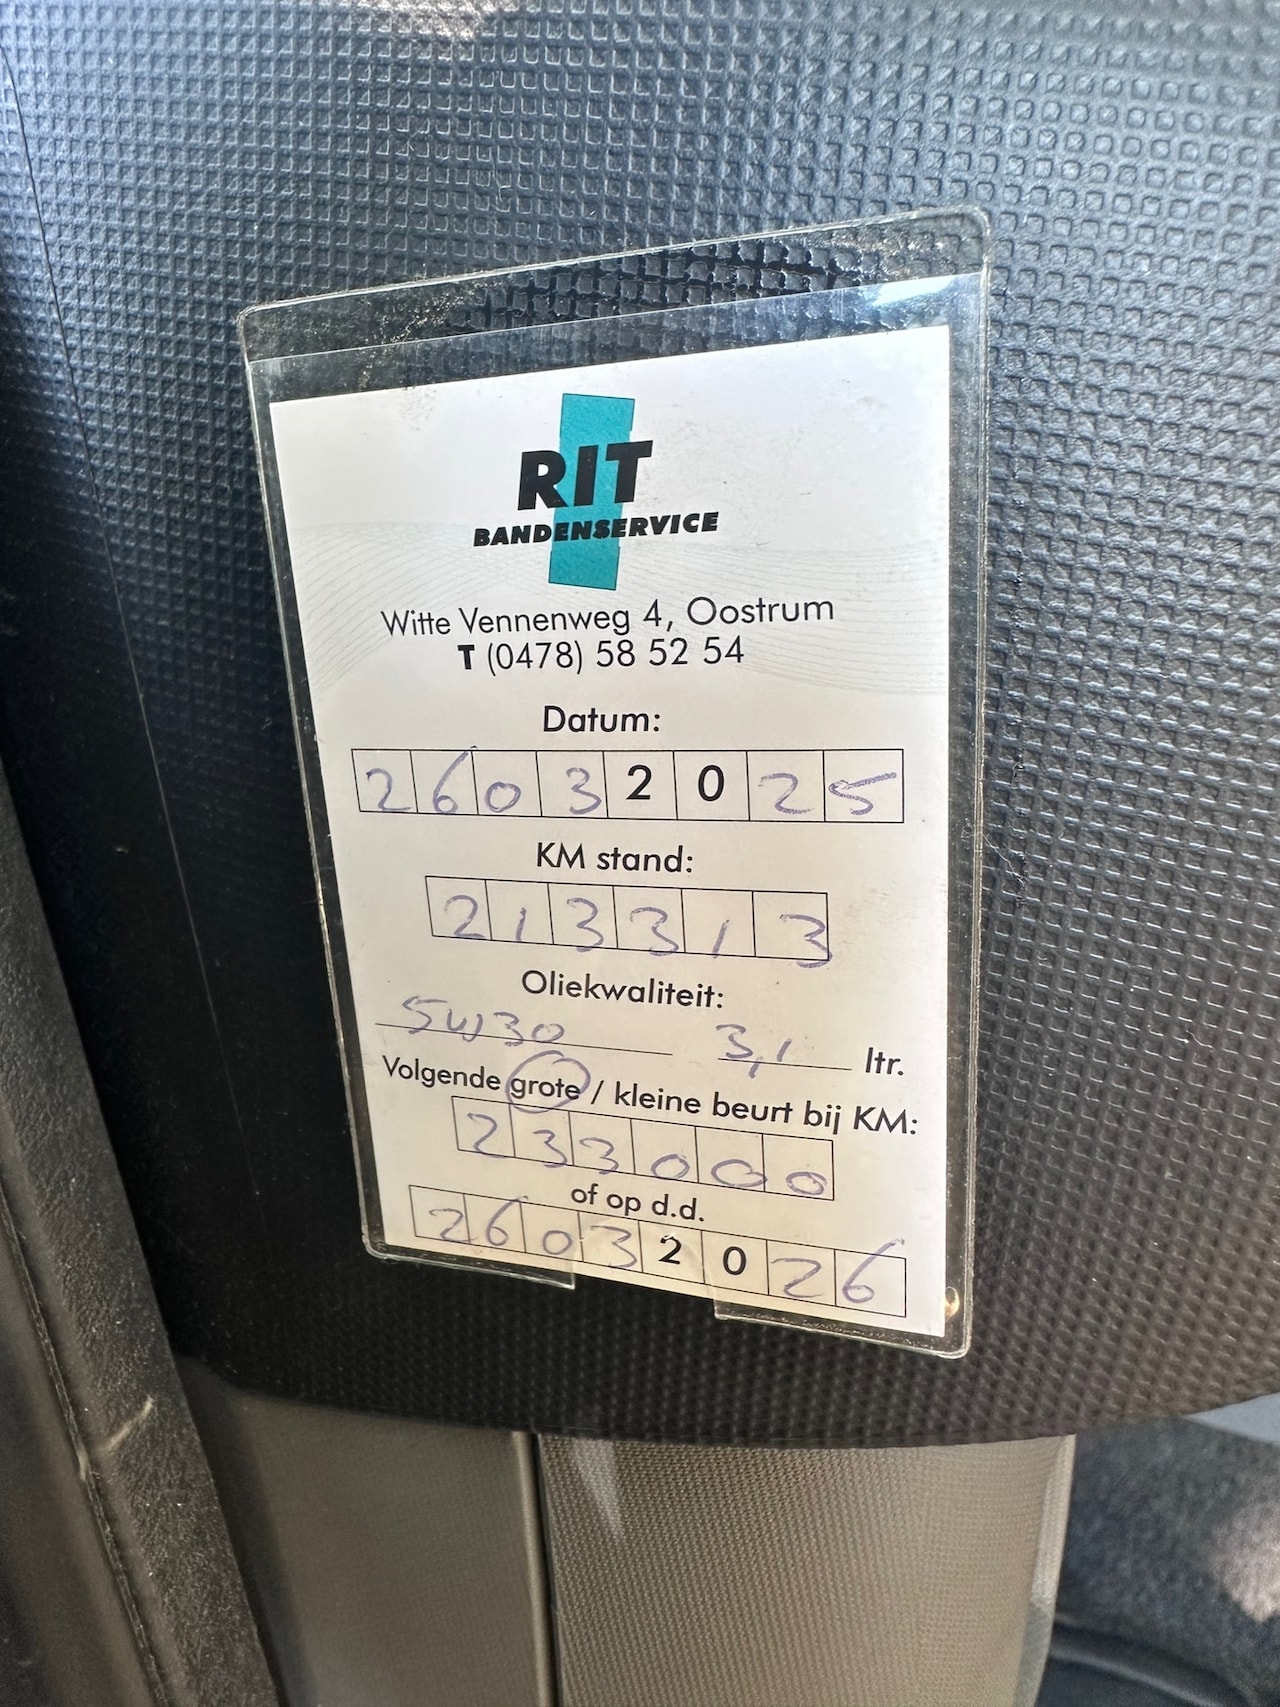 RIT
BANDENSERVICE
Witte Vennenweg 4, Oostrum
T (0478) 58 52 54
Datum:
26032025
KM stand:
213313
Oliekwaliteit:
5W30 3,1 ltr.
Volgende grote / kleine beurt bij KM:
233000
of op d.d.
26032026